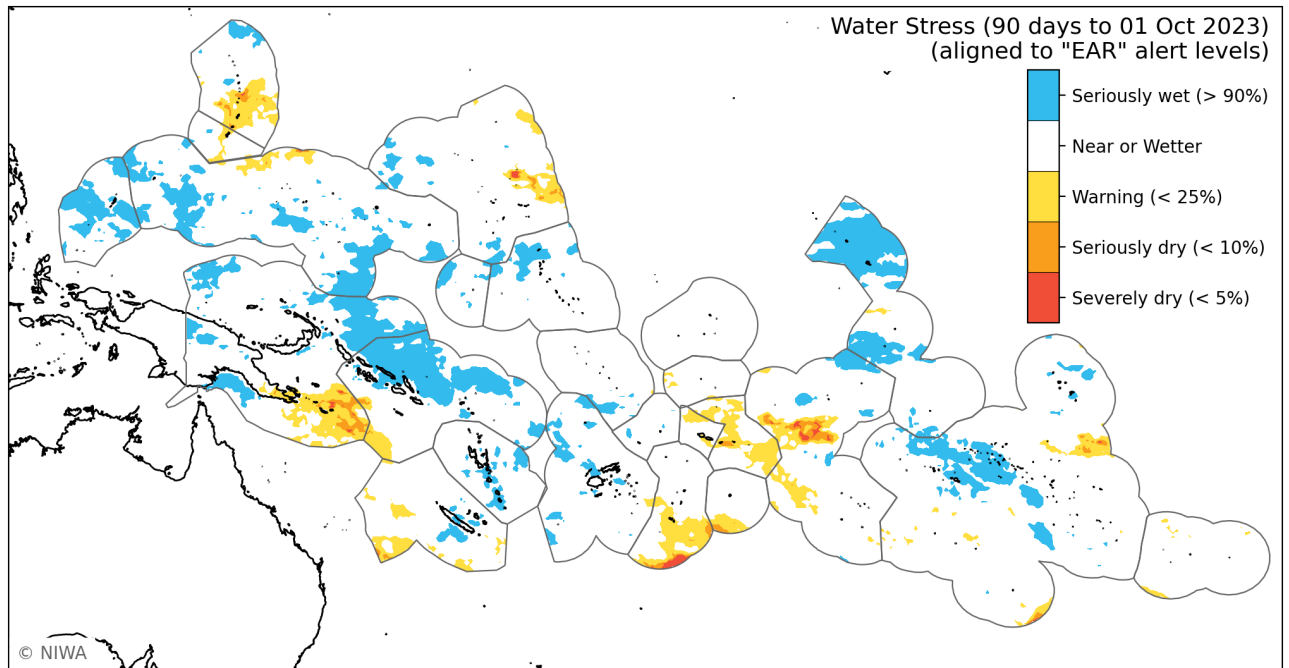 Water Stress (90 days to 01 Oct 2023)
(aligned to "EAR" alert levels)
Seriously wet (> 90%)
Near or Wetter
Warning (< 25%)
Seriously dry (< 10%)
Severely dry (< 5%)
© NIWA